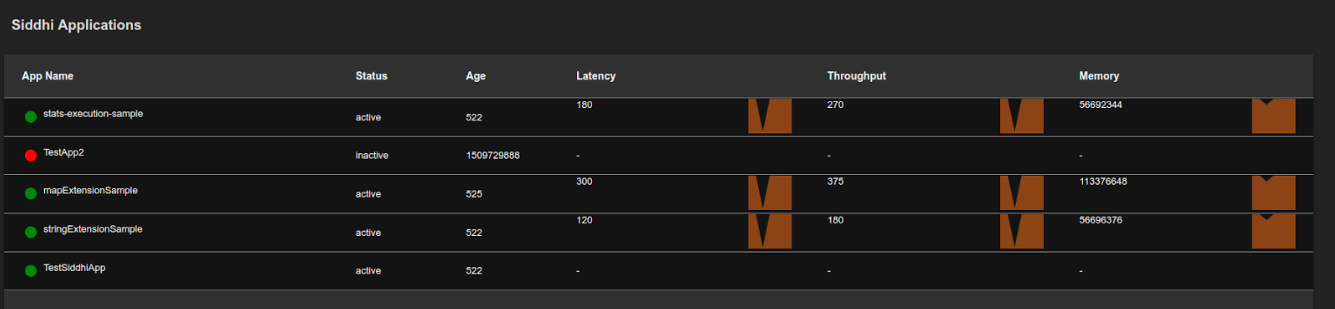 Siddhi Applications
App Name Status Age Latency Throughput Memory
stats-execution-sample active 522 180 270 56692344
TestApp2 inactive 1509729888 - - -
mapExtensionSample active 525 300 375 113376648
stringExtensionSample active 522 120 180 56696376
TestSiddhiApp active 522 - - -